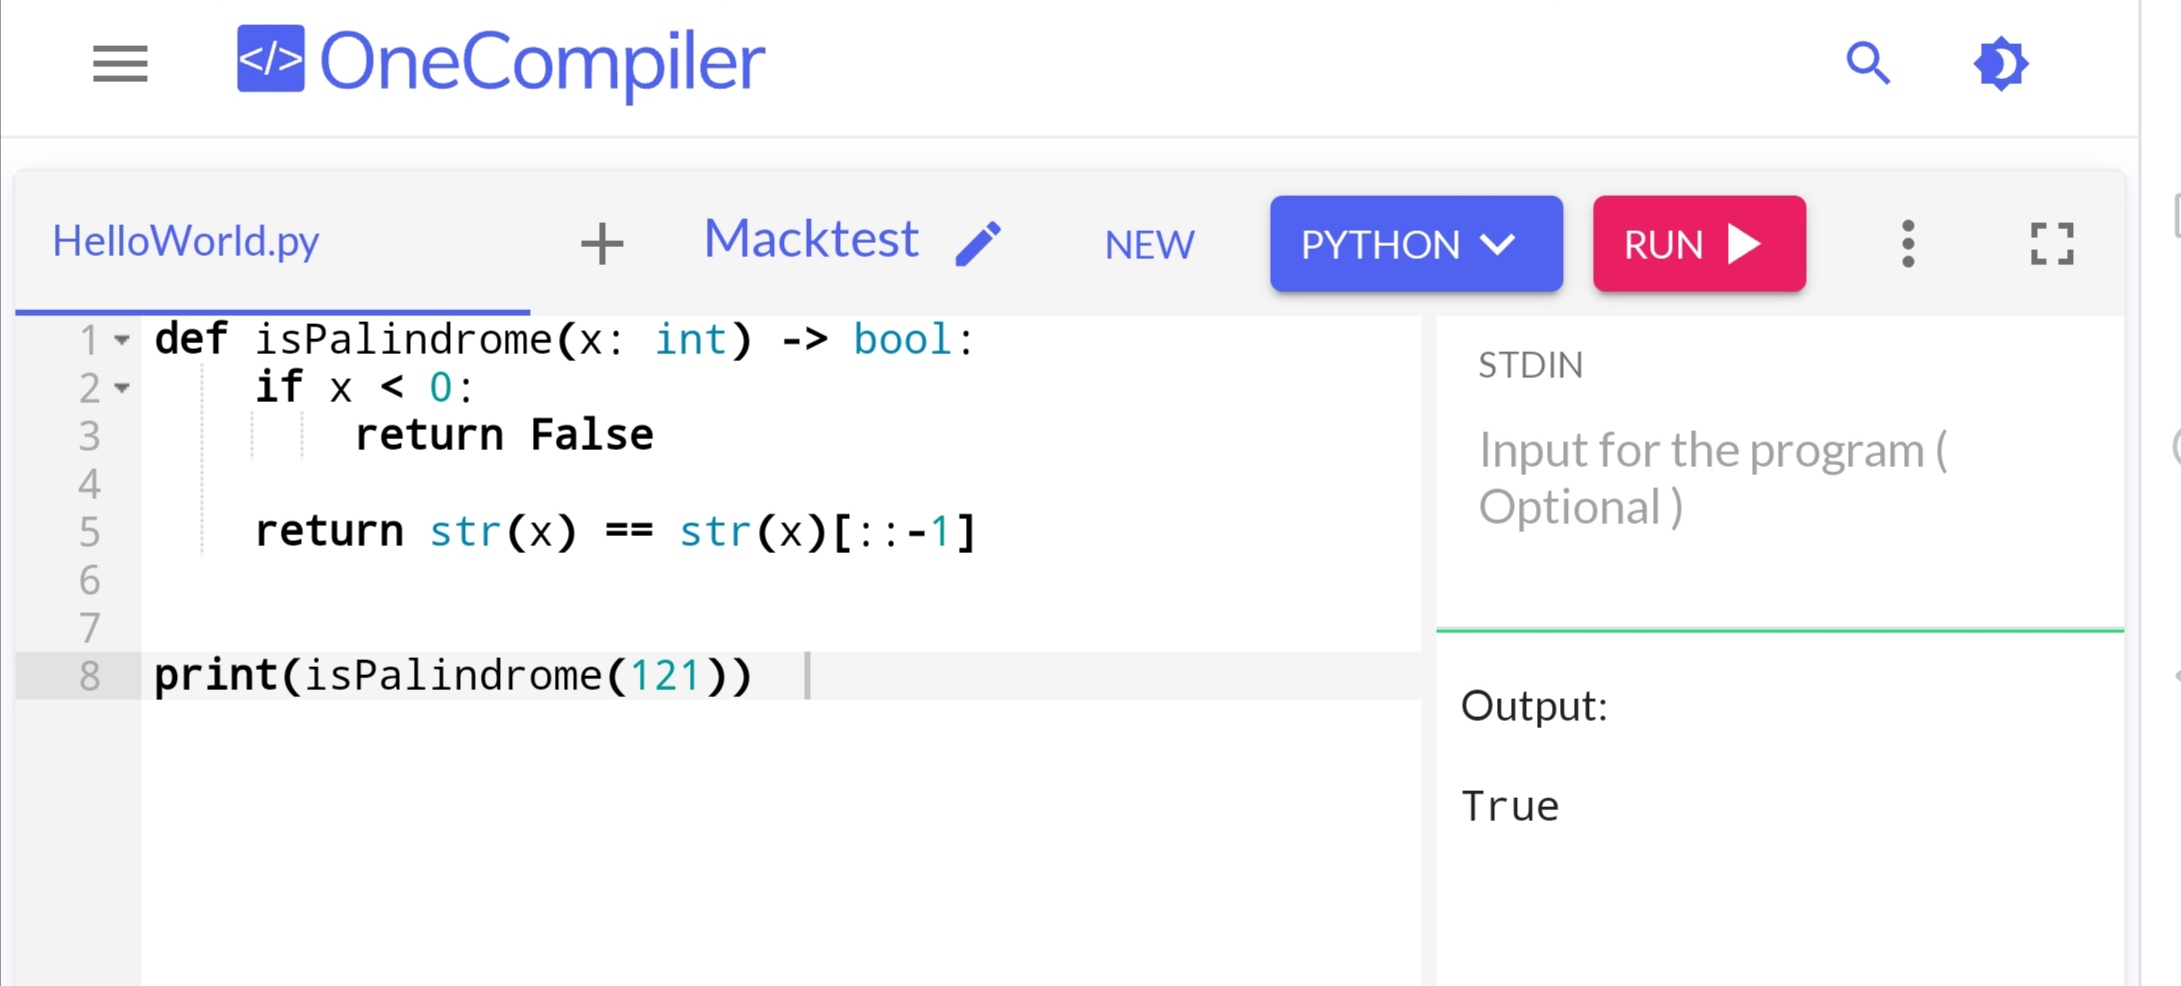 </> OneCompiler
HelloWorld.py + Macktest NEW PYTHON RUN
1 def isPalindrome(x: int) -> bool:
2     if x < 0:
3         return False
4
5     return str(x) == str(x)[::-1]
6
7
8 print(isPalindrome(121))
STDIN
Input for the program (
Optional )
Output:
True